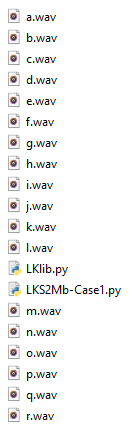 a.wav
b.wav
c.wav
d.wav
e.wav
f.wav
g.wav
h.wav
i.wav
j.wav
k.wav
l.wav
LKlib.py
LKS2Mb-Case1.py
m.wav
n.wav
o.wav
p.wav
q.wav
r.wav